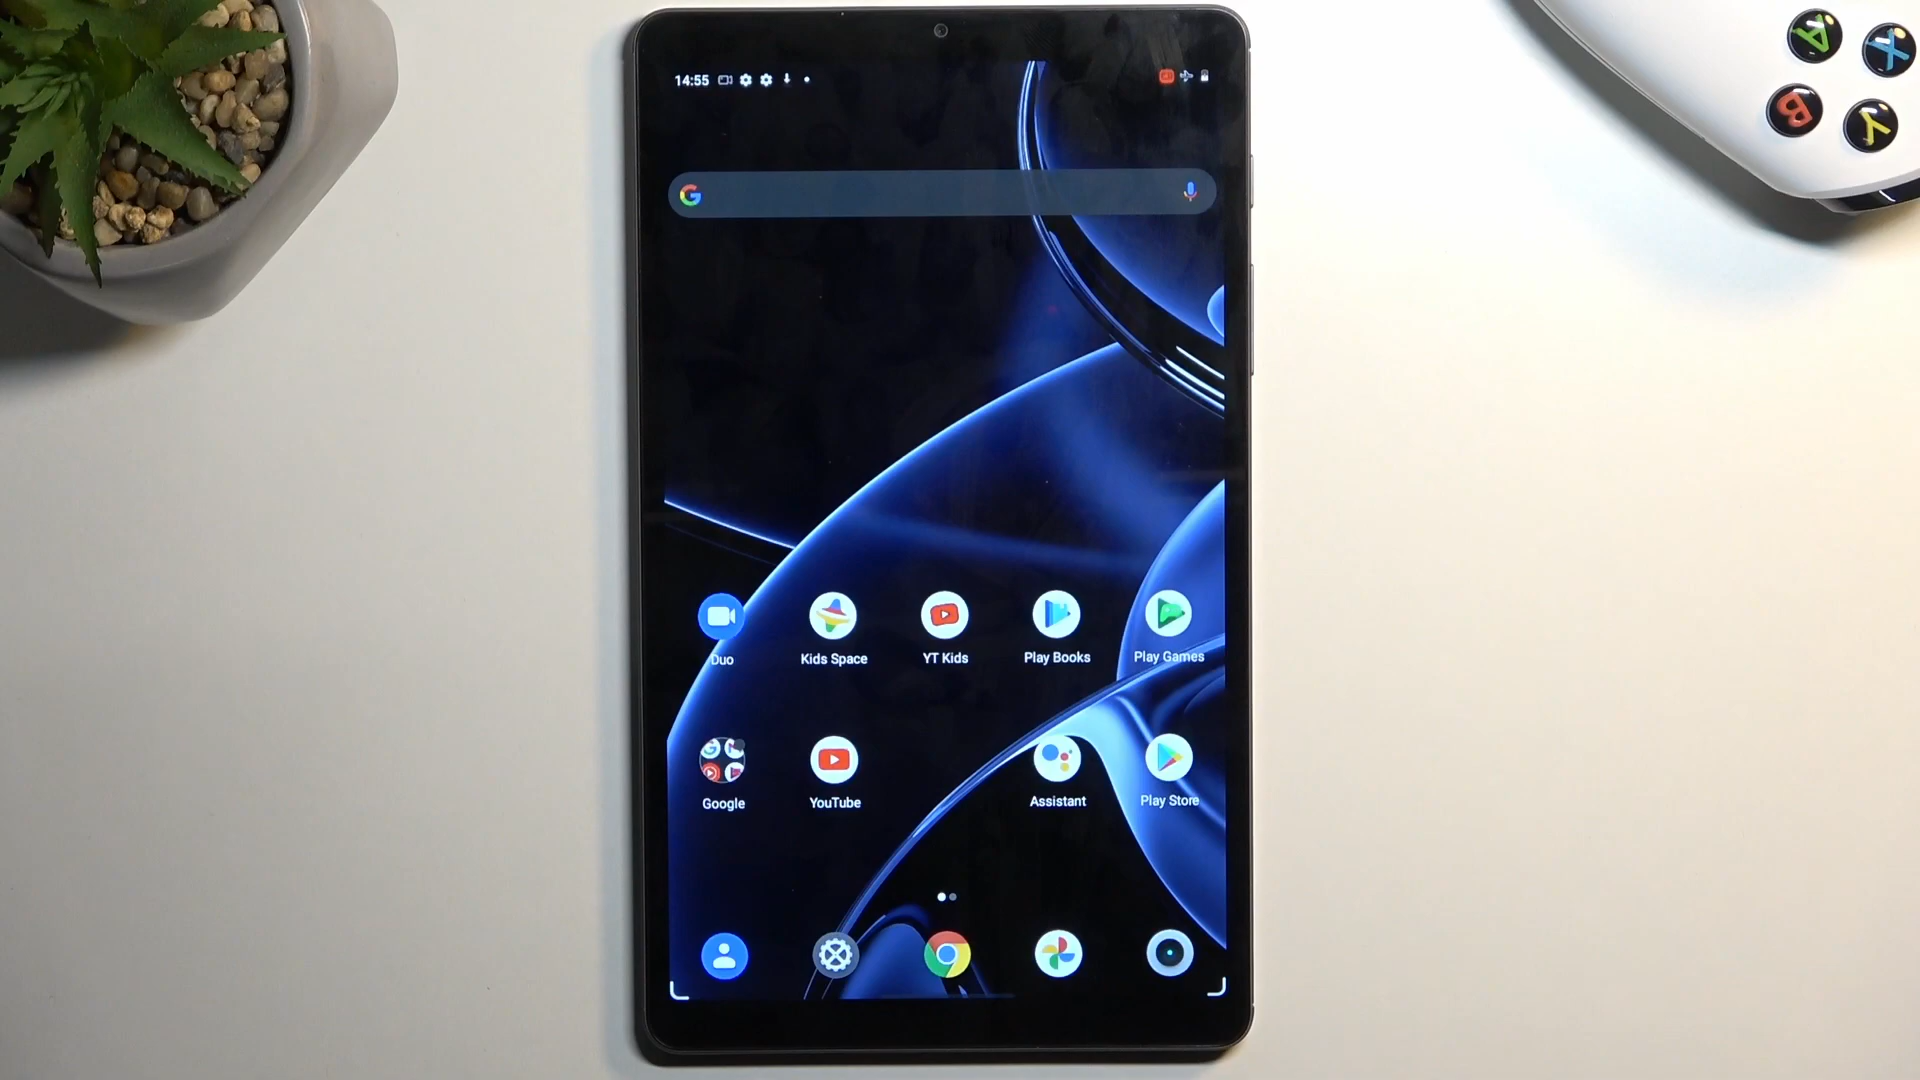 14:55
Duo
Kids Space
YT Kids
Play Books
Play Games
Google
YouTube
Assistant
Play Store
A
X
B
Y